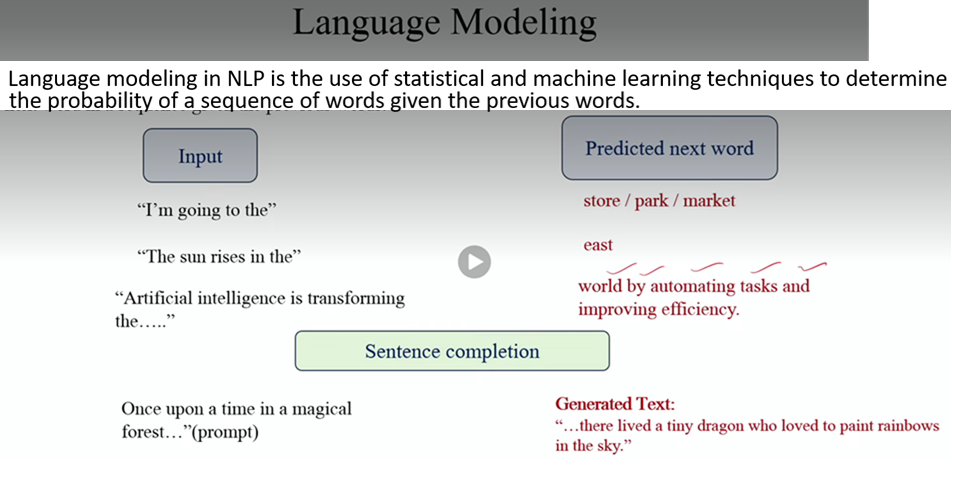 Language Modeling
Language modeling in NLP is the use of statistical and machine learning techniques to determine
the probability of a sequence of words given the previous words.
Input
Predicted next word
“I’m going to the”
store / park / market
“The sun rises in the”
east
“Artificial intelligence is transforming
the…..”
world by automating tasks and
improving efficiency.
Sentence completion
Once upon a time in a magical
forest…”(prompt)
Generated Text:
“…there lived a tiny dragon who loved to paint rainbows
in the sky.”